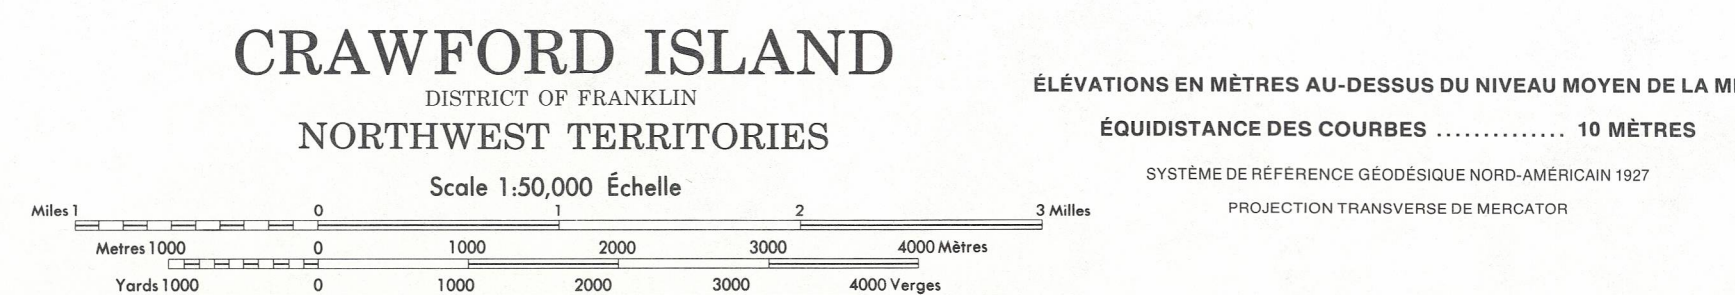 CRAWFORD ISLAND
DISTRICT OF FRANKLIN
NORTHWEST TERRITORIES
Scale 1:50,000 Échelle
Miles 1 0 1 2 3 Milles
Metres 1000 0 1000 2000 3000 4000 Mètres
Yards 1000 0 1000 2000 3000 4000 Verges
ÉLÉVATIONS EN MÈTRES AU-DESSUS DU NIVEAU MOYEN DE LA
ÉQUIDISTANCE DES COURBES .............. 10 MÈTRES
SYSTÈME DE RÉFÉRENCE GÉODÉSIQUE NORD-AMÉRICAIN 1927
PROJECTION TRANSVERSE DE MERCATOR